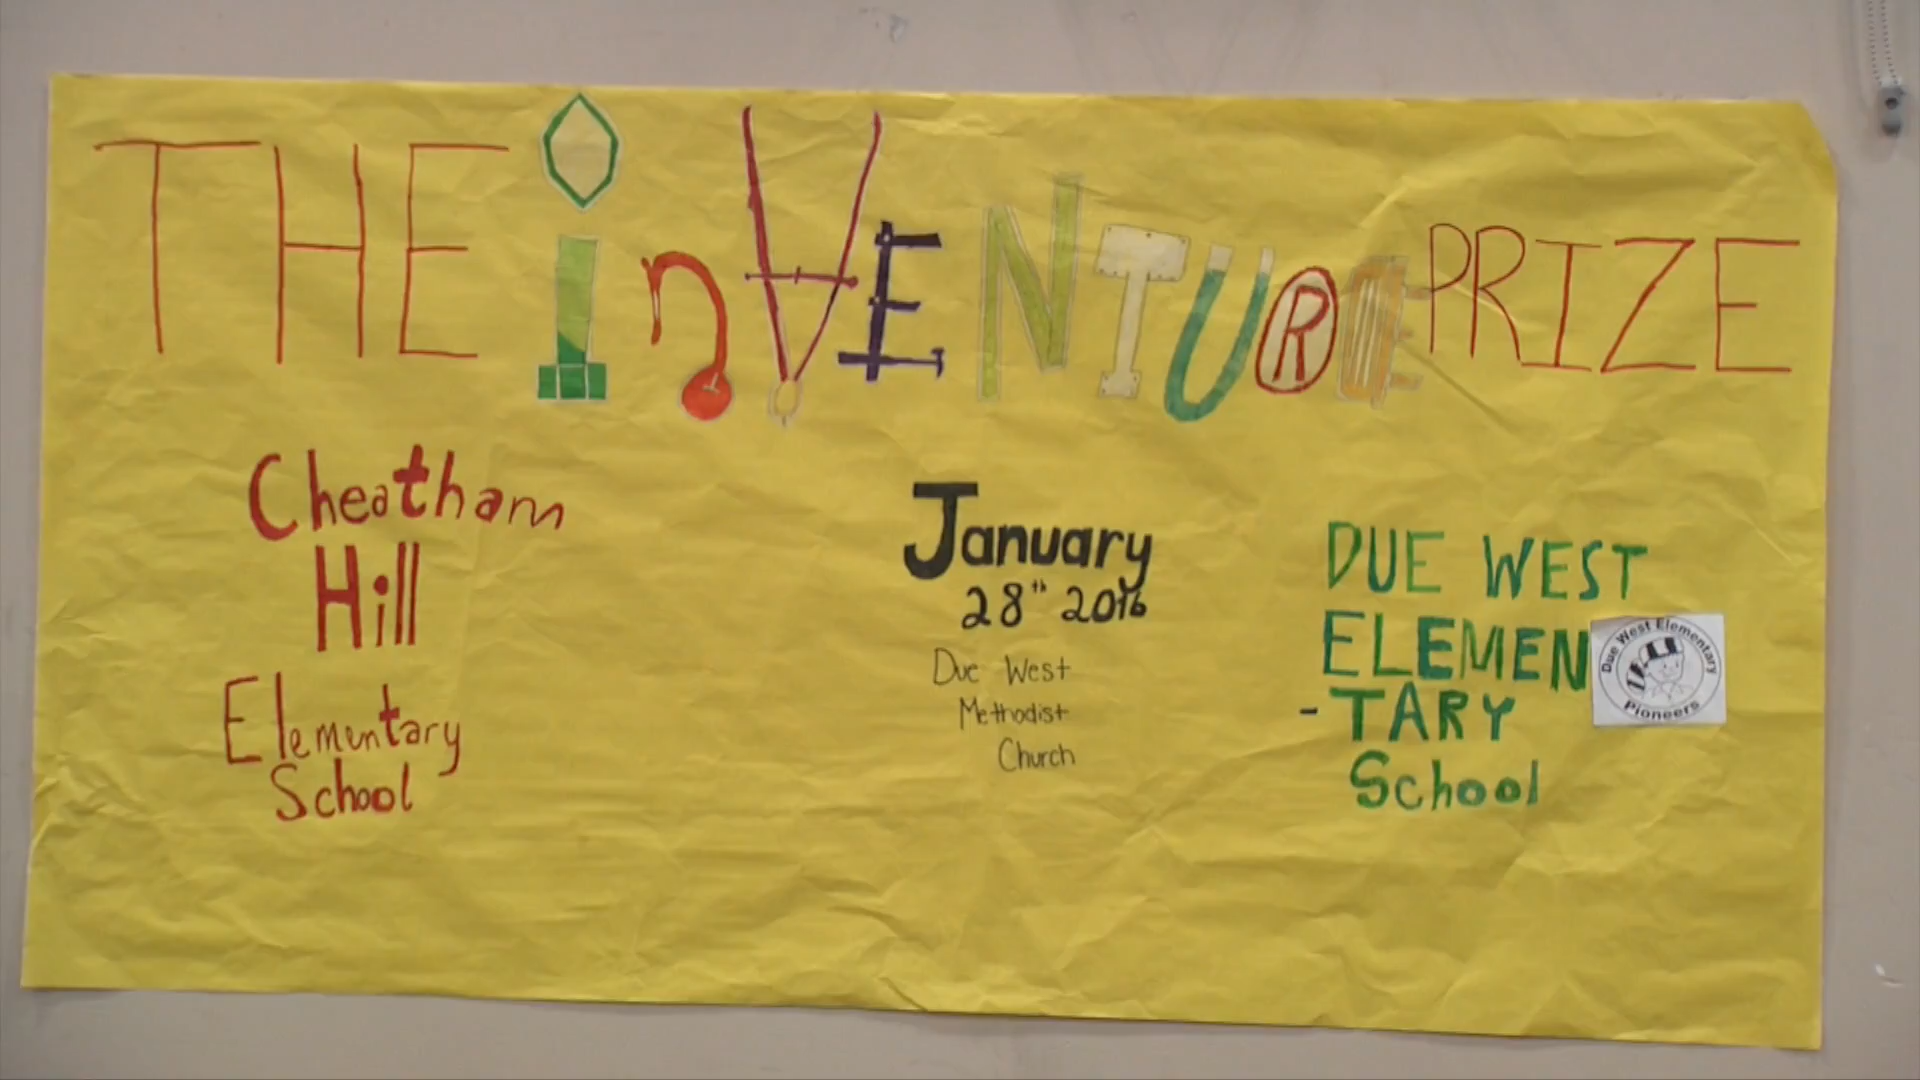 THE inVENTURE PRIZE
Cheatham
Hill
Elementary
School
January
28th 2016
Due West
Methodist
Church
DUE WEST
ELEMEN
-TARY
School
Due West Elementary
Pioneers